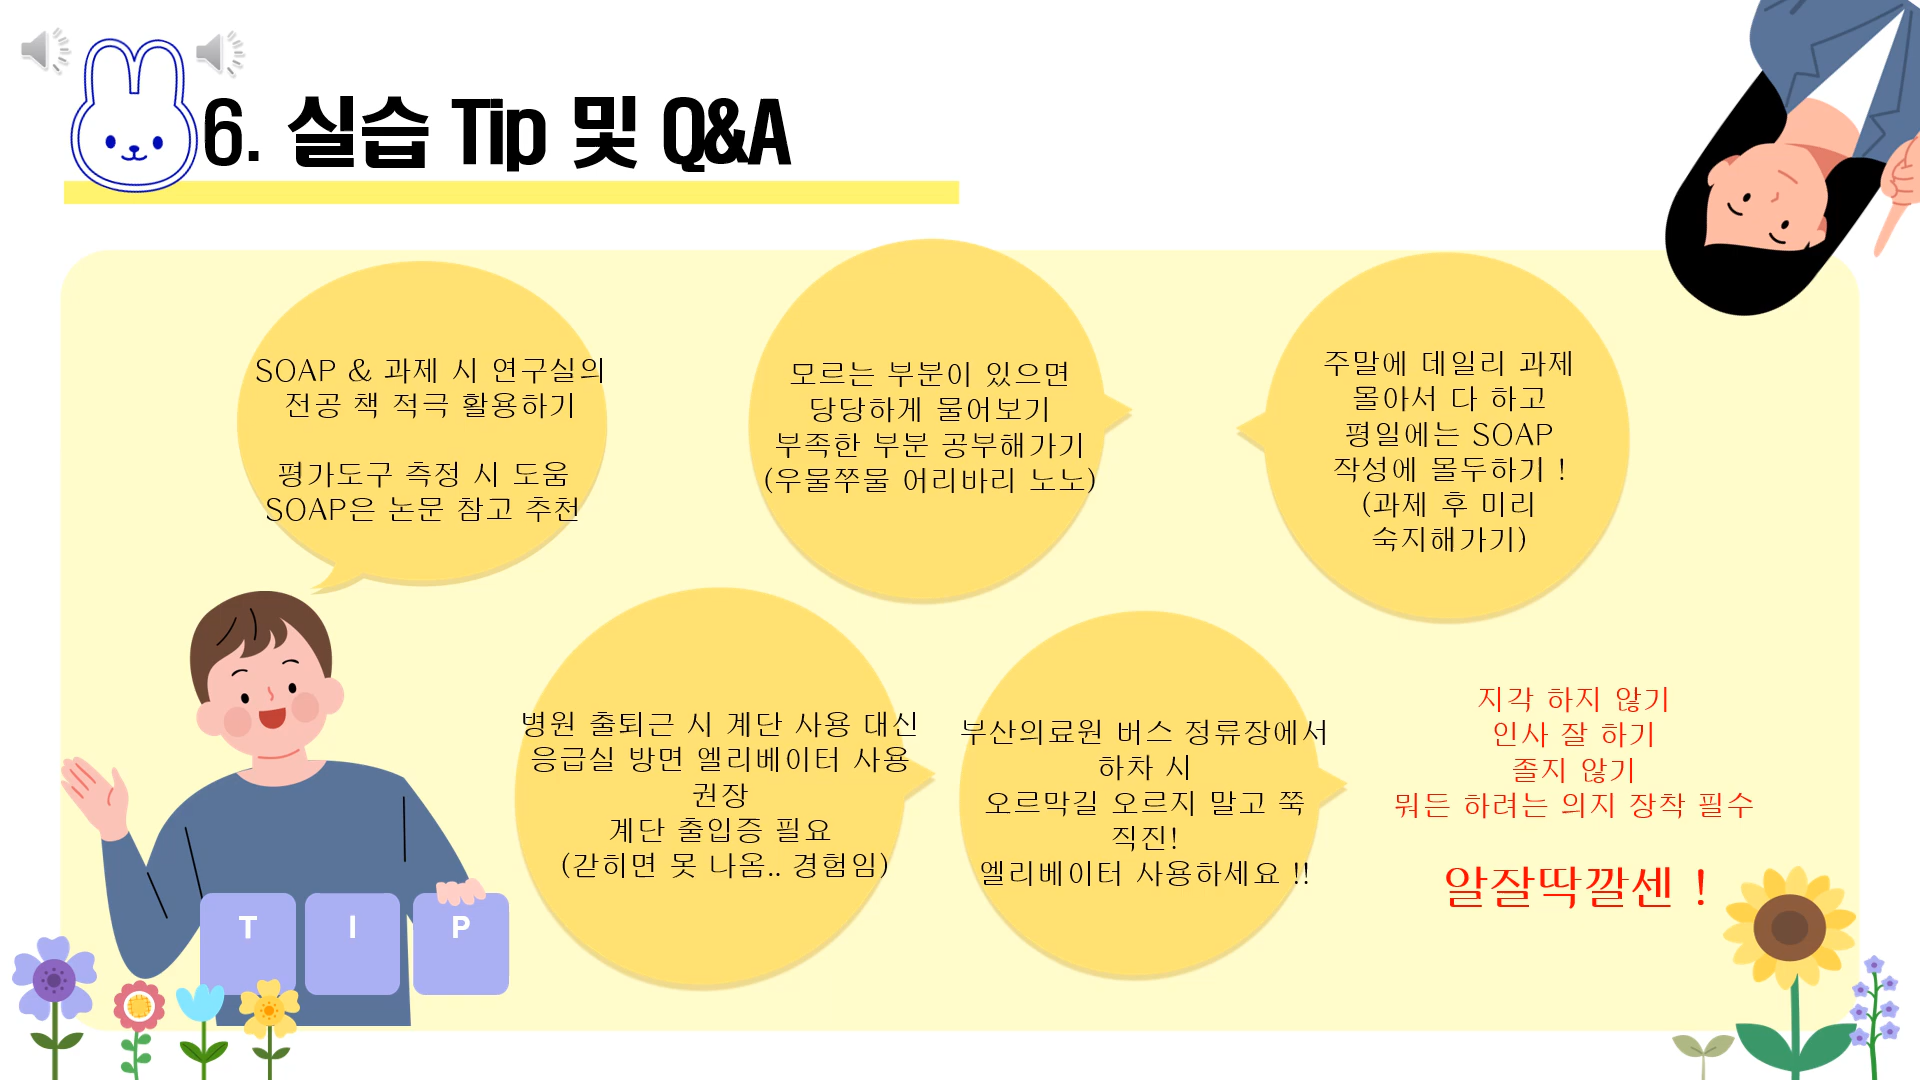 6. 실습 Tip 및 Q&A
SOAP & 과제 시 연구실의
전공 책 적극 활용하기
평가도구 측정 시 도움
SOAP은 논문 참고 추천
모르는 부분이 있으면
당당하게 물어보기
부족한 부분 공부해가기
(우물쭈물 어리바리 노노)
주말에 데일리 과제
몰아서 다 하고
평일에는 SOAP
작성에 몰두하기 !
(과제 후 미리
숙지해가기)
병원 출퇴근 시 계단 사용 대신
응급실 방면 엘리베이터 사용
권장
계단 출입증 필요
(갇히면 못 나옴.. 경험임)
부산의료원 버스 정류장에서
하차 시
오르막길 오르지 말고 쭉
직진!
엘리베이터 사용하세요 !!
지각 하지 않기
인사 잘 하기
졸지 않기
뭐든 하려는 의지 장착 필수
알잘딱깔센 !
T I P